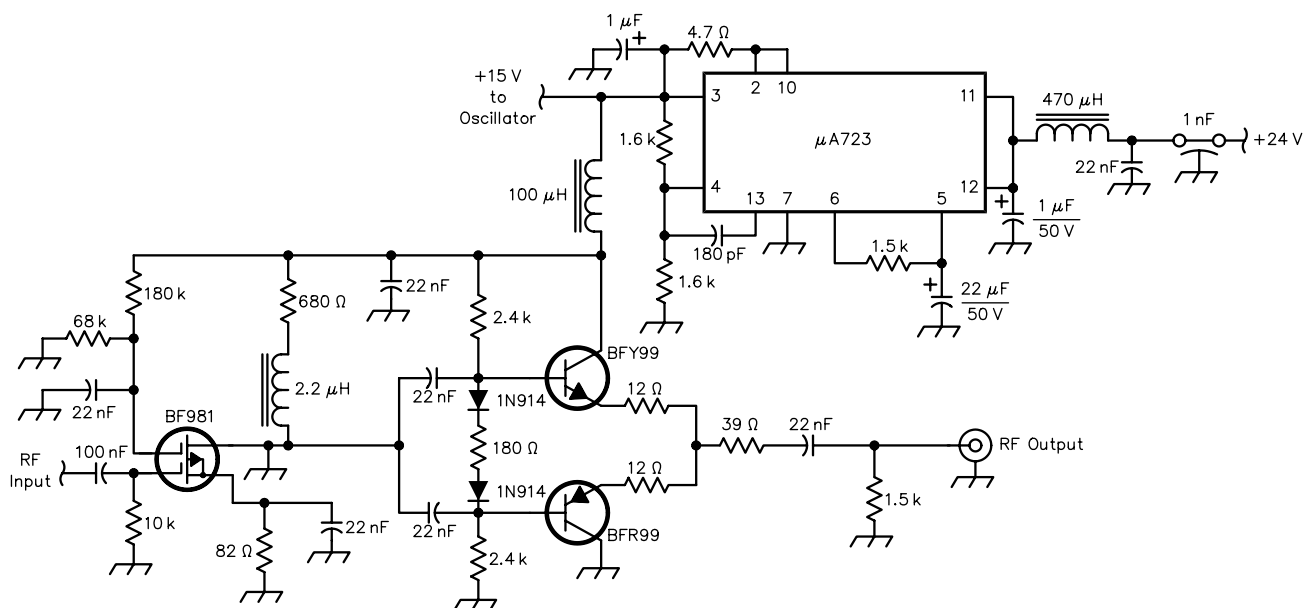 1 μF
+
4.7 Ω
+15 V
to
Oscillator
3
2
10
11
470 μH
1 nF
+24 V
1.6 k
μA723
22 nF
100 μH
4
13
7
6
5
12
+
1 μF
50 V
180 pF
1.5 k
1.6 k
+
22 μF
50 V
180 k
680 Ω
22 nF
2.4 k
68 k
BFY99
2.2 μH
22 nF
22 nF
1N914
12 Ω
BF981
39 Ω
22 nF
RF
Input
100 nF
180 Ω
RF Output
12 Ω
1N914
10 k
22 nF
22 nF
BFR99
1.5 k
82 Ω
2.4 k